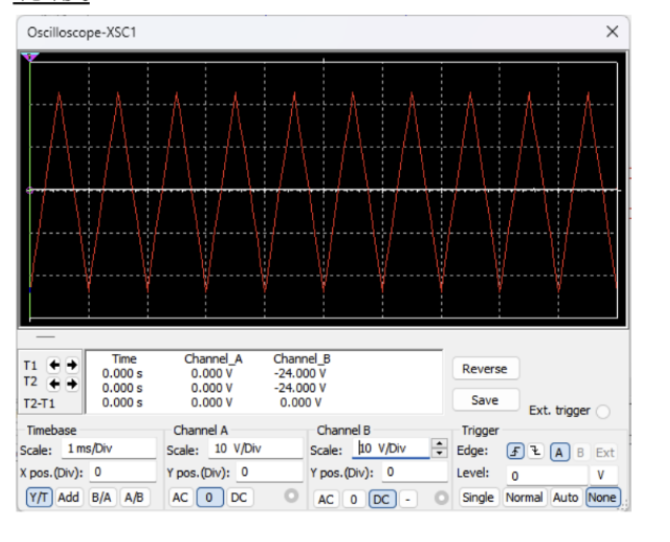 Oscilloscope-XSC1
T1
T2
T2-T1
Time Channel_A Channel_B
0.000 s 0.000 V -24.000 V
0.000 s 0.000 V -24.000 V
0.000 s 0.000 V 0.000 V
Reverse
Save
Ext. trigger
Timebase
Scale: 1 ms/Div
X pos.(Div): 0
Y/T Add B/A A/B
Channel A
Scale: 10 V/Div
Y pos.(Div): 0
AC 0 DC
Channel B
Scale: 10 V/Div
Y pos.(Div): 0
AC 0 DC -
Trigger
Edge: A B Ext
Level: 0 V
Single Normal Auto None